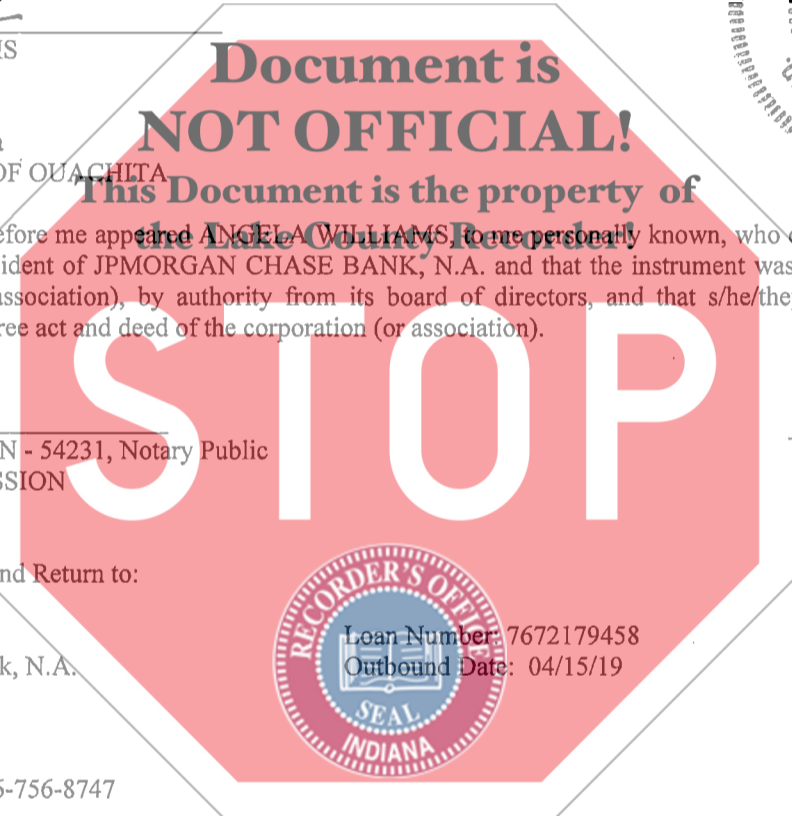 IS
Document is
NOT OFFICIAL!
OF OUACHITA
This Document is the property of
the Lake County Recorder!
efore me appeared ANGELA WILLIAMS, to me personally known, who
ident of JPMORGAN CHASE BANK, N.A. and that the instrument was
association), by authority from its board of directors, and that s/he/they
ree act and deed of the corporation (or association).
STOP
N - 54231, Notary Public
SSION
nd Return to:
RECORDER'S OFFICE
Loan Number: 7672179458
k, N.A.
Outbound Date: 04/15/19
SEAL
INDIANA
6-756-8747